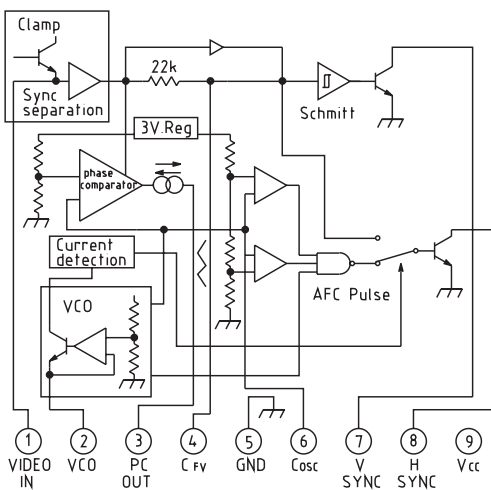 Clamp
Sync
separation
22k
Schmitt
3V.Reg
phase
comparator
Current
detection
VCO
AFC Pulse
1 2 3 4 5 6 7 8 9
VIDEO IN
VCO
PC OUT
CFV
GND
Cosc
V SYNC
H SYNC
Vcc